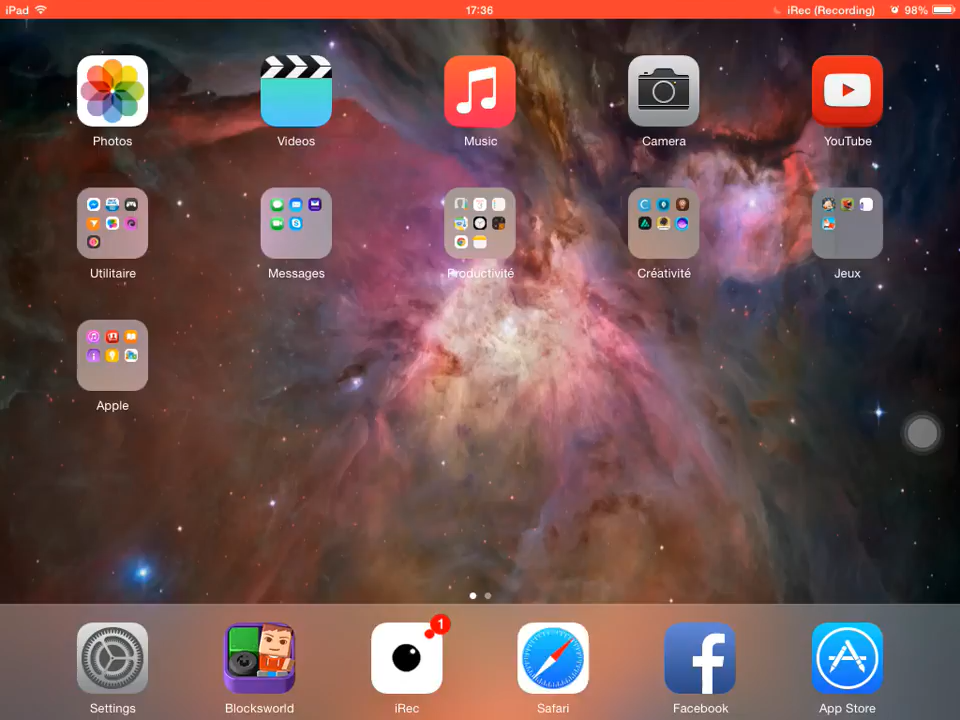 iPad 17:36 iRec (Recording) 98%
Photos Videos Music Camera YouTube
Utilitaire Messages Productivité Créativité Jeux
Apple
1
Settings Blocksworld iRec Safari Facebook App Store